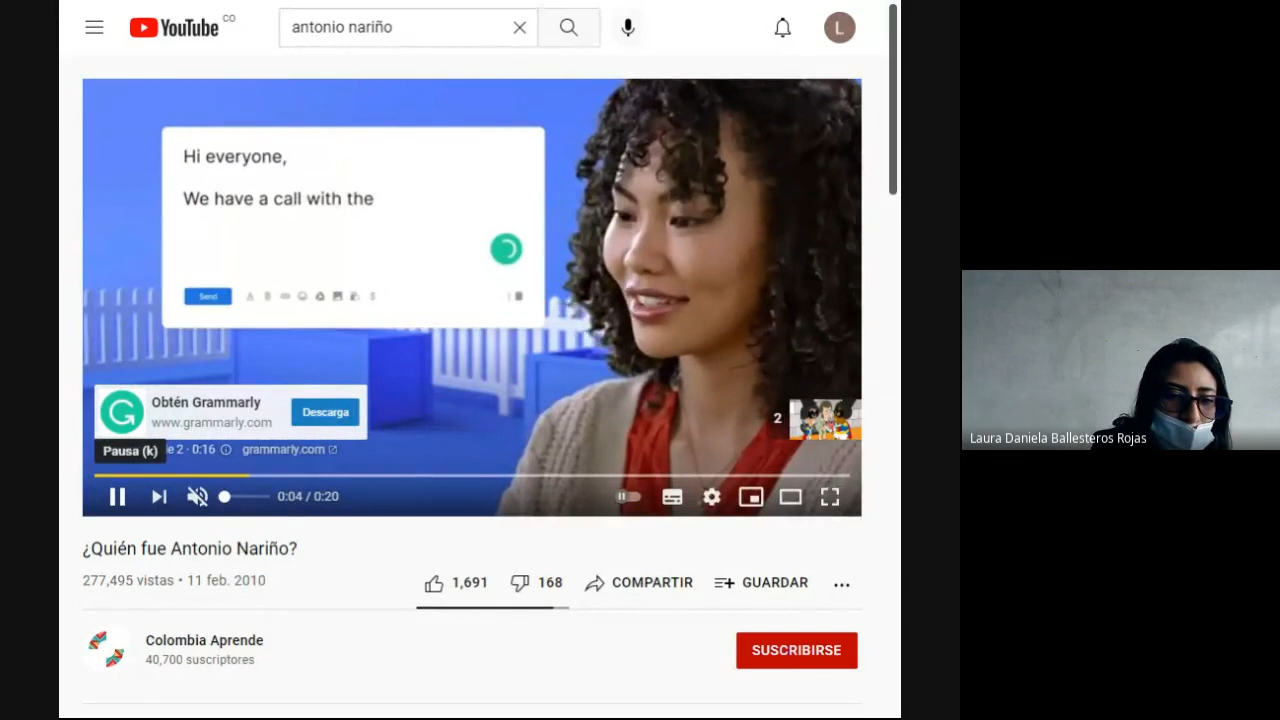 YouTube CO
antonio nariño
L
Hi everyone,
We have a call with the
Send
Obtén Grammarly
www.grammarly.com
Descarga
2
Pausa (k)
e 2 · 0:16 grammarly.com
0:04 / 0:20
¿Quién fue Antonio Nariño?
277,495 vistas • 11 feb. 2010
1,691 168 COMPARTIR GUARDAR
Colombia Aprende
40,700 suscriptores
SUSCRIBIRSE
Laura Daniela Ballesteros Rojas